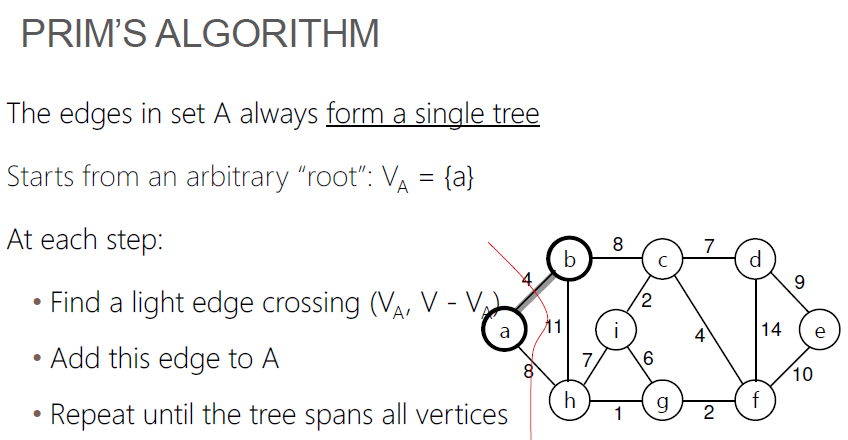 PRIM'S ALGORITHM
The edges in set A always form a single tree
Starts from an arbitrary “root”: V_A = {a}
At each step:
• Find a light edge crossing (V_A, V - V_A)
• Add this edge to A
• Repeat until the tree spans all vertices
8 7
b c d
4 9
2
a 11 i 4 14 e
7 6
8 10
h g f
1 2